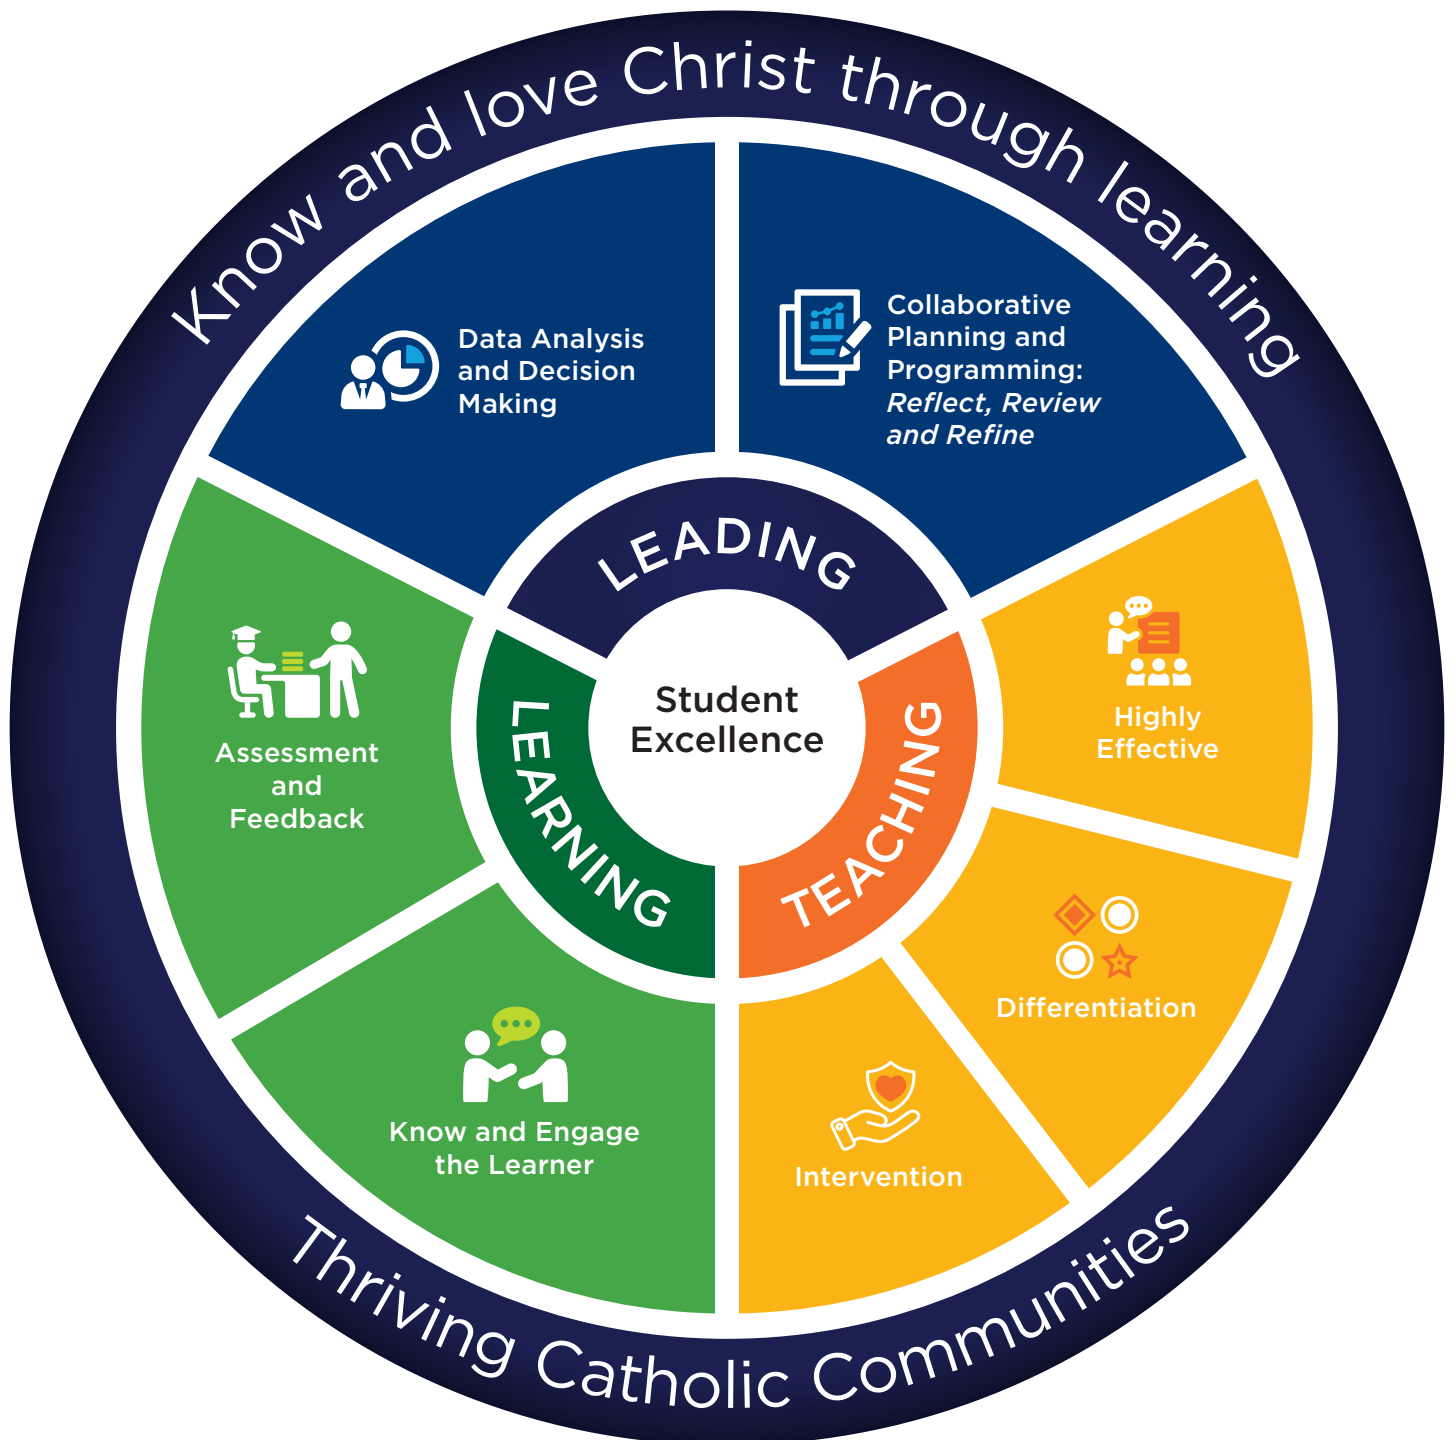 Know and love Christ through learning
Data Analysis
and Decision
Making
Collaborative
Planning and
Programming:
Reflect, Review
and Refine
LEADING
Assessment
and
Feedback
LEARNING
Student
Excellence
TEACHING
Highly
Effective
Differentiation
Know and Engage
the Learner
Intervention
Thriving Catholic Communities